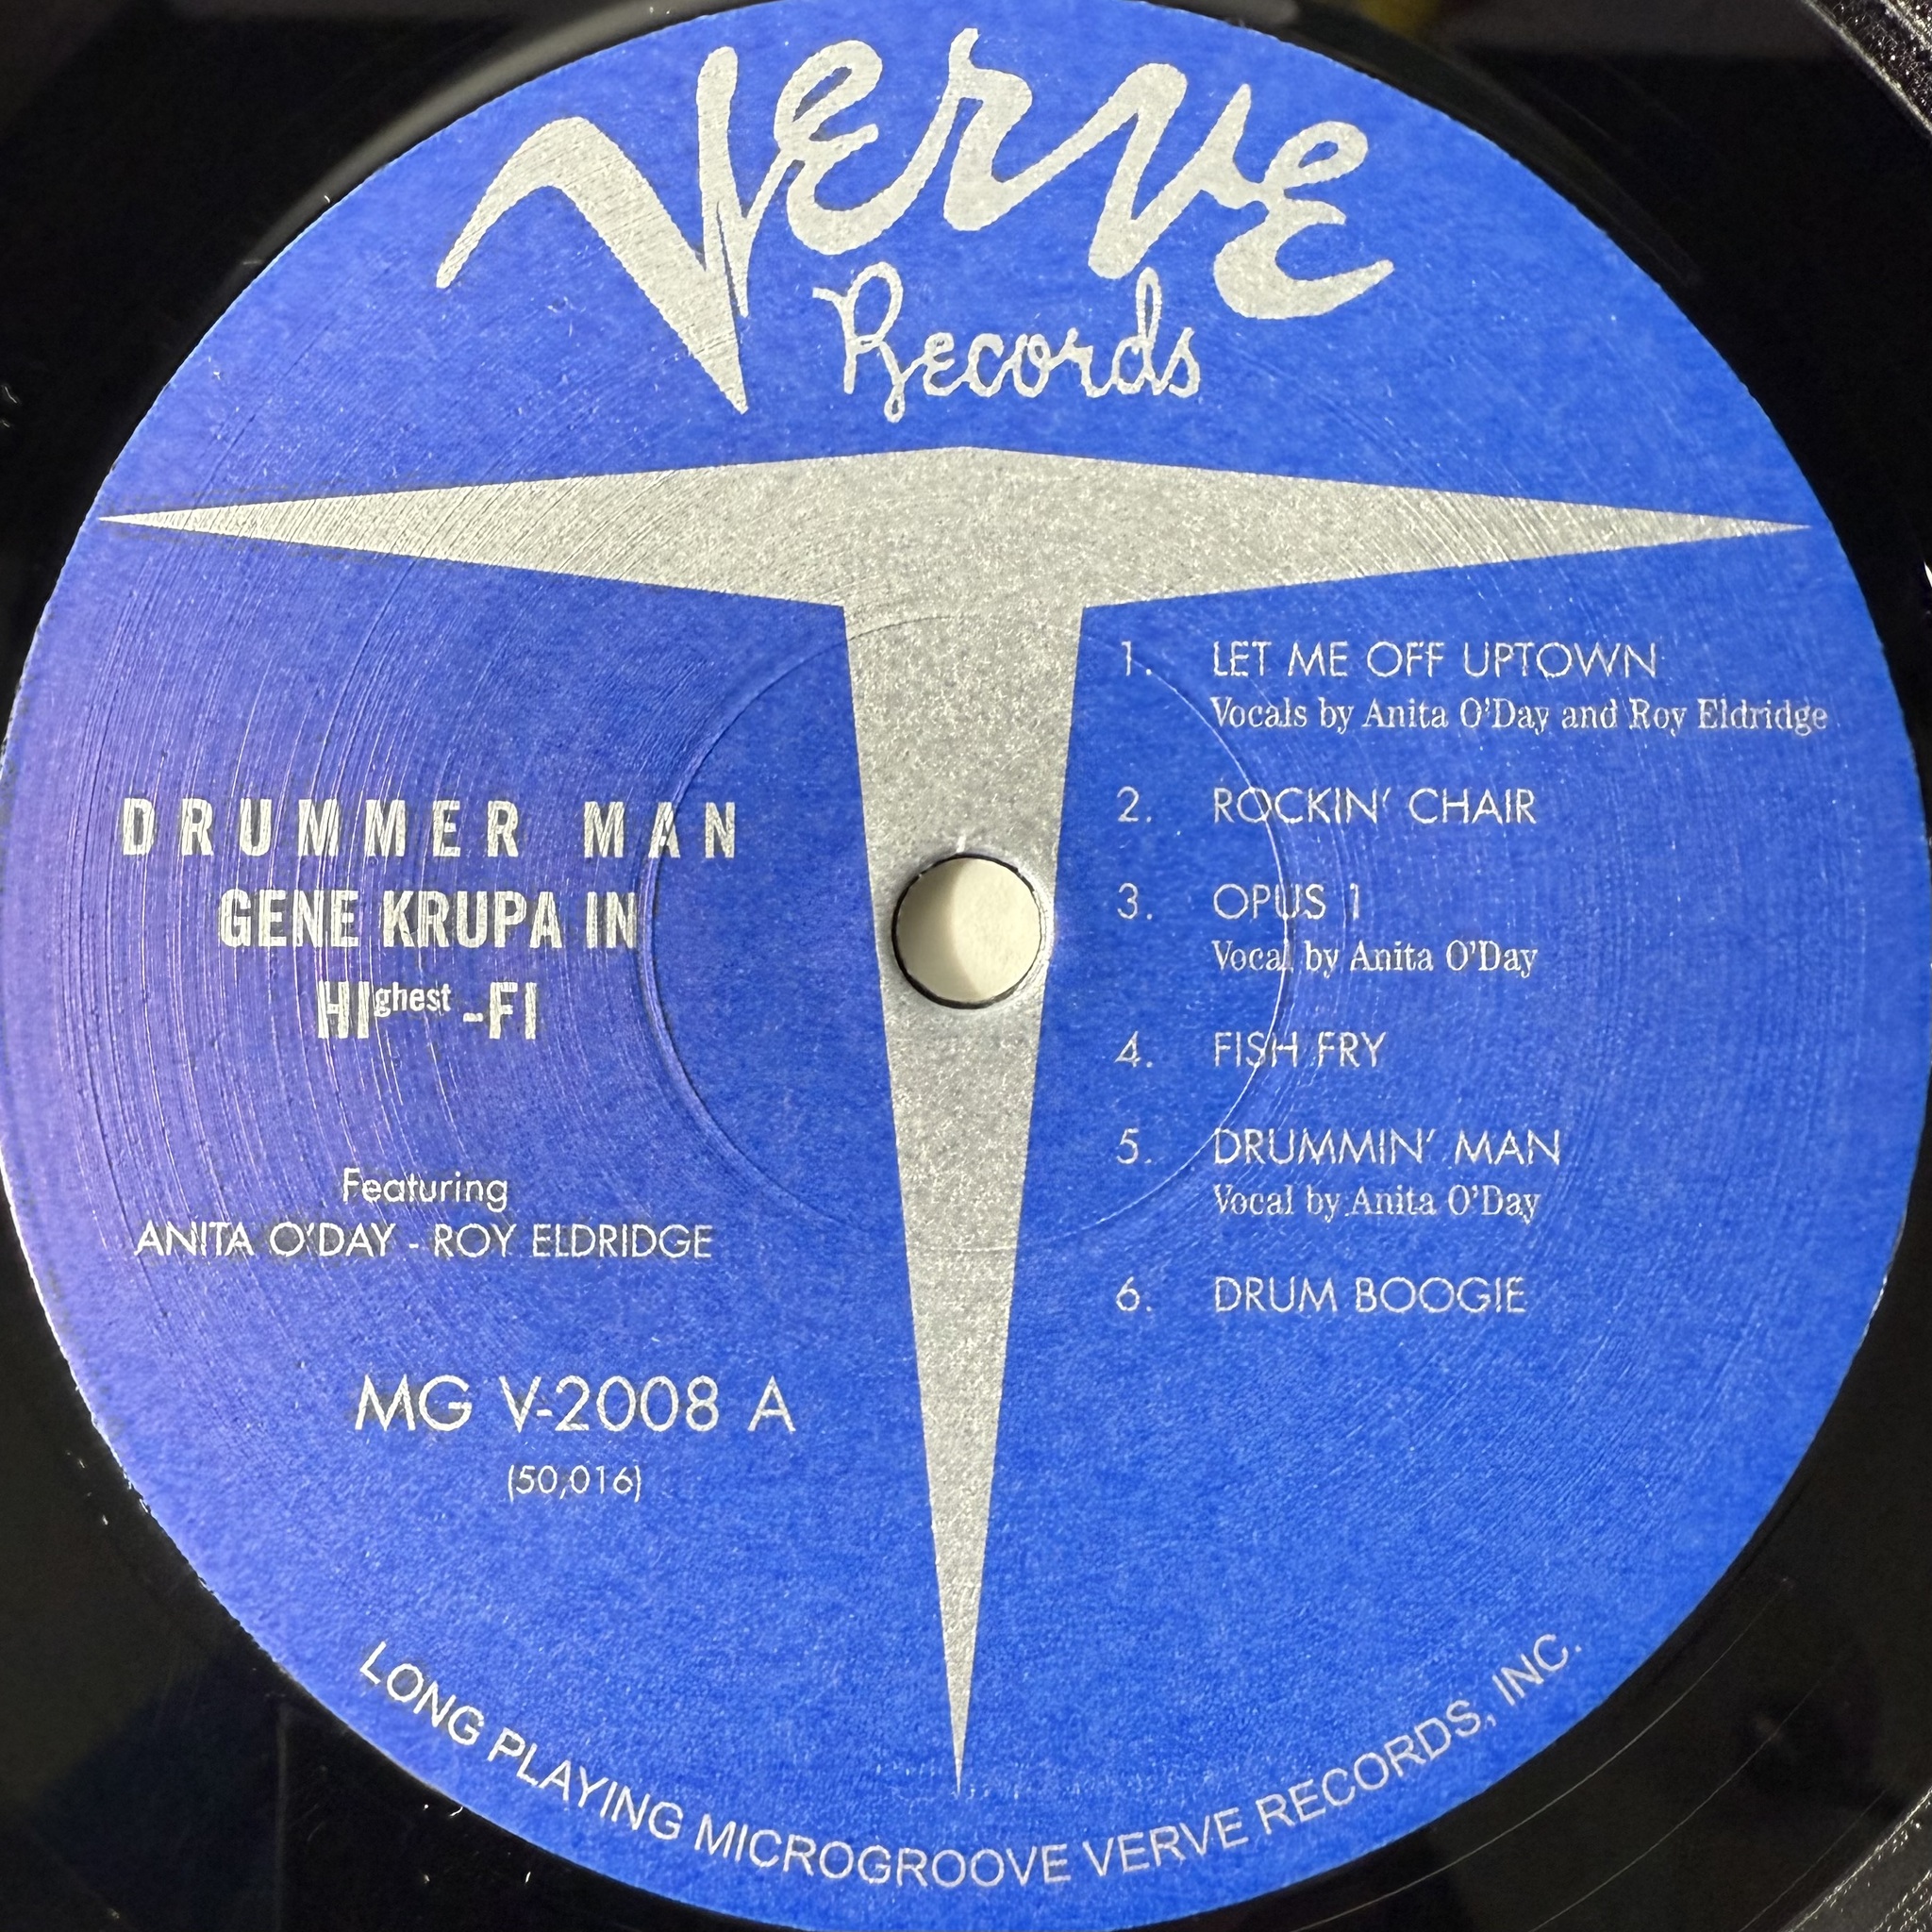 Verve
Records
DRUMMER MAN
GENE KRUPA IN
HIghest -FI
Featuring
ANITA O'DAY - ROY ELDRIDGE
MG V-2008 A
(50,016)
1. LET ME OFF UPTOWN
Vocals by Anita O'Day and Roy Eldridge
2. ROCKIN' CHAIR
3. OPUS 1
Vocal by Anita O'Day
4. FISH FRY
5. DRUMMIN' MAN
Vocal by Anita O'Day
6. DRUM BOOGIE
LONG PLAYING MICROGROOVE VERVE RECORDS, INC.